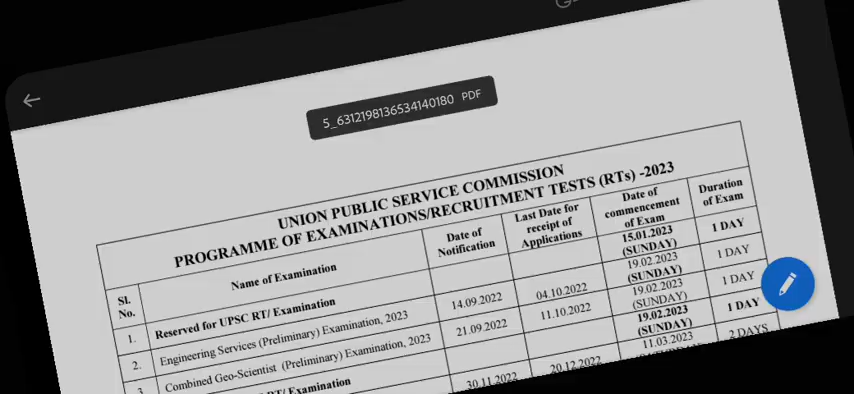 5_6312198136534140180 PDF
UNION PUBLIC SERVICE COMMISSION
PROGRAMME OF EXAMINATIONS/RECRUITMENT TESTS (RTs) -2023
Sl. No. Name of Examination Date of Notification Last Date for receipt of Applications Date of commencement of Exam Duration of Exam
1. Reserved for UPSC RT/ Examination 15.01.2023 (SUNDAY) 1 DAY
2. Engineering Services (Preliminary) Examination, 2023 14.09.2022 04.10.2022 19.02.2023 (SUNDAY) 1 DAY
3. Combined Geo-Scientist (Preliminary) Examination, 2023 21.09.2022 11.10.2022 19.02.2023 (SUNDAY) 1 DAY
RT/ Examination 19.02.2023 (SUNDAY) 1 DAY
30.11.2022 20.12.2022 11.03.2023 2 DAYS